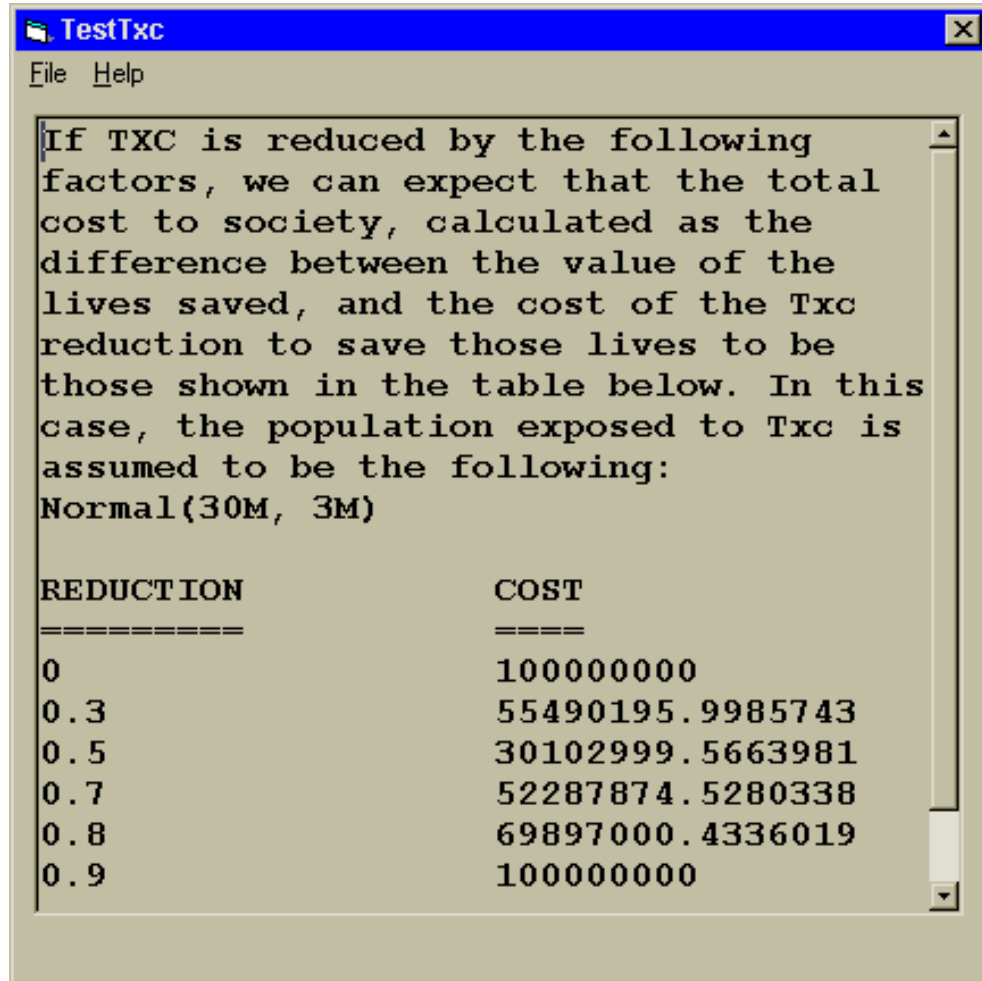 TestTxc
File Help
If TXC is reduced by the following
factors, we can expect that the total
cost to society, calculated as the
difference between the value of the
lives saved, and the cost of the Txc
reduction to save those lives to be
those shown in the table below. In this
case, the population exposed to Txc is
assumed to be the following:
Normal(30M, 3M)
REDUCTION COST
========= ====
0 100000000
0.3 55490195.9985743
0.5 30102999.5663981
0.7 52287874.5280338
0.8 69897000.4336019
0.9 100000000